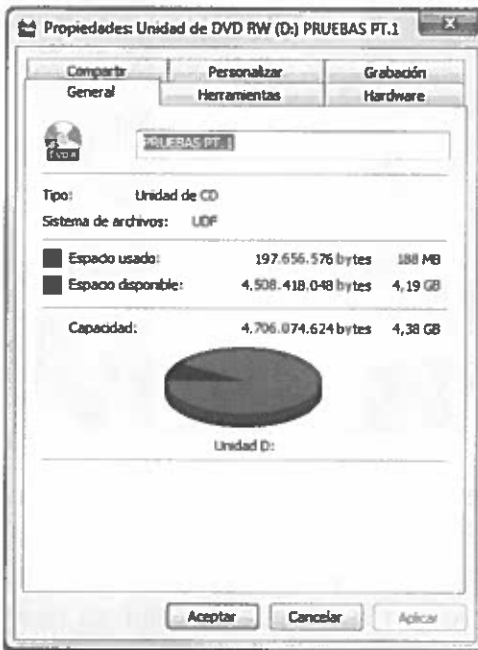 Propiedades: Unidad de DVD RW (D:) PRUEBAS PT.1
Compartir Personalizar Grabación
General Herramientas Hardware
PRUEBAS PT.1
Tipo: Unidad de CD
Sistema de archivos: UDF
Espacio usado: 197.656.576 bytes 188 MB
Espacio disponible: 4.508.418.048 bytes 4,19 GB
Capacidad: 4.706.074.624 bytes 4,38 GB
Unidad D:
Aceptar Cancelar Aplicar